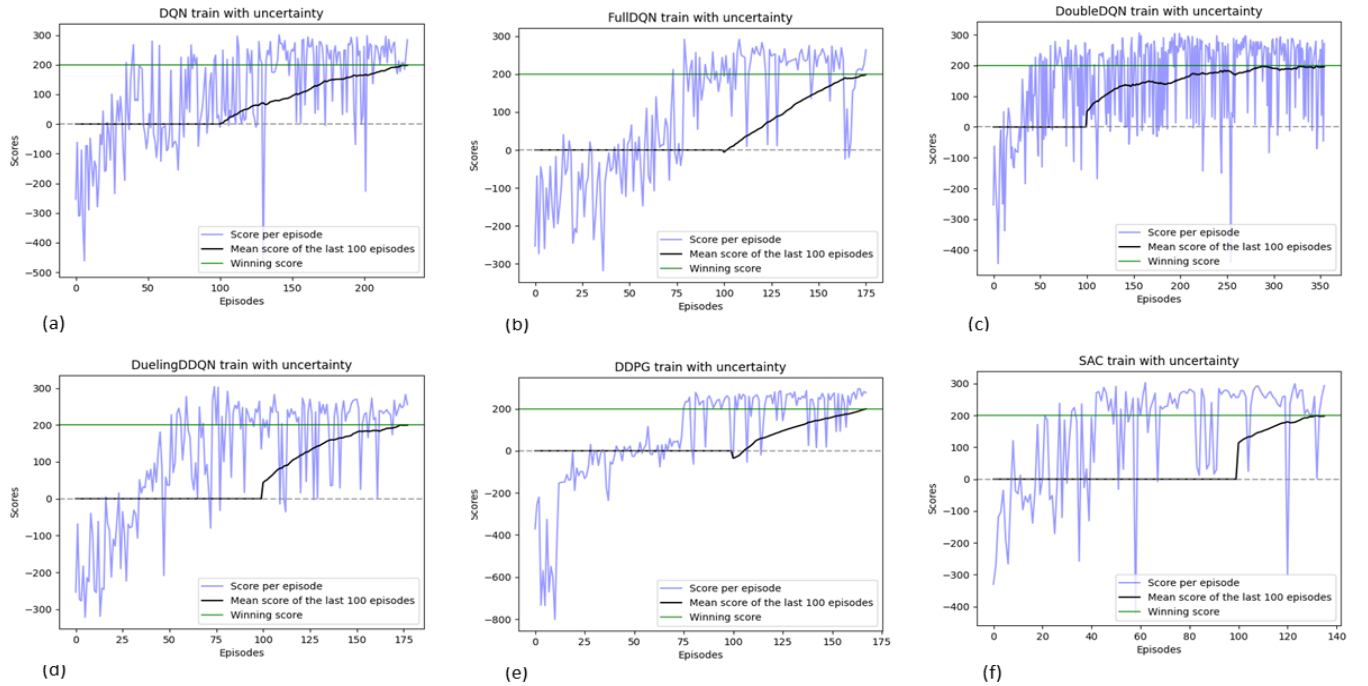 DQN train with uncertainty
300
200
100
0
−100
−200
−300
−400
−500
Scores
0
50
100
150
200
Episodes
Score per episode
Mean score of the last 100 episodes
Winning score
(a)
FullDQN train with uncertainty
300
200
100
0
−100
−200
−300
Scores
0
25
50
75
100
125
150
175
Episodes
Score per episode
Mean score of the last 100 episodes
Winning score
(b)
DoubleDQN train with uncertainty
300
200
100
0
−100
−200
−300
−400
Scores
0
50
100
150
200
250
300
350
Episodes
Score per episode
Mean score of the last 100 episodes
Winning score
(c)
DuelingDDQN train with uncertainty
300
200
100
0
−100
−200
−300
Scores
0
25
50
75
100
125
150
175
Episodes
Score per episode
Mean score of the last 100 episodes
Winning score
(d)
DDPG train with uncertainty
200
0
−200
−400
−600
−800
Scores
0
25
50
75
100
125
150
175
Episodes
Score per episode
Mean score of the last 100 episodes
Winning score
(e)
SAC train with uncertainty
300
200
100
0
−100
−200
−300
−400
Scores
0
20
40
60
80
100
120
140
Episodes
Score per episode
Mean score of the last 100 episodes
Winning score
(f)